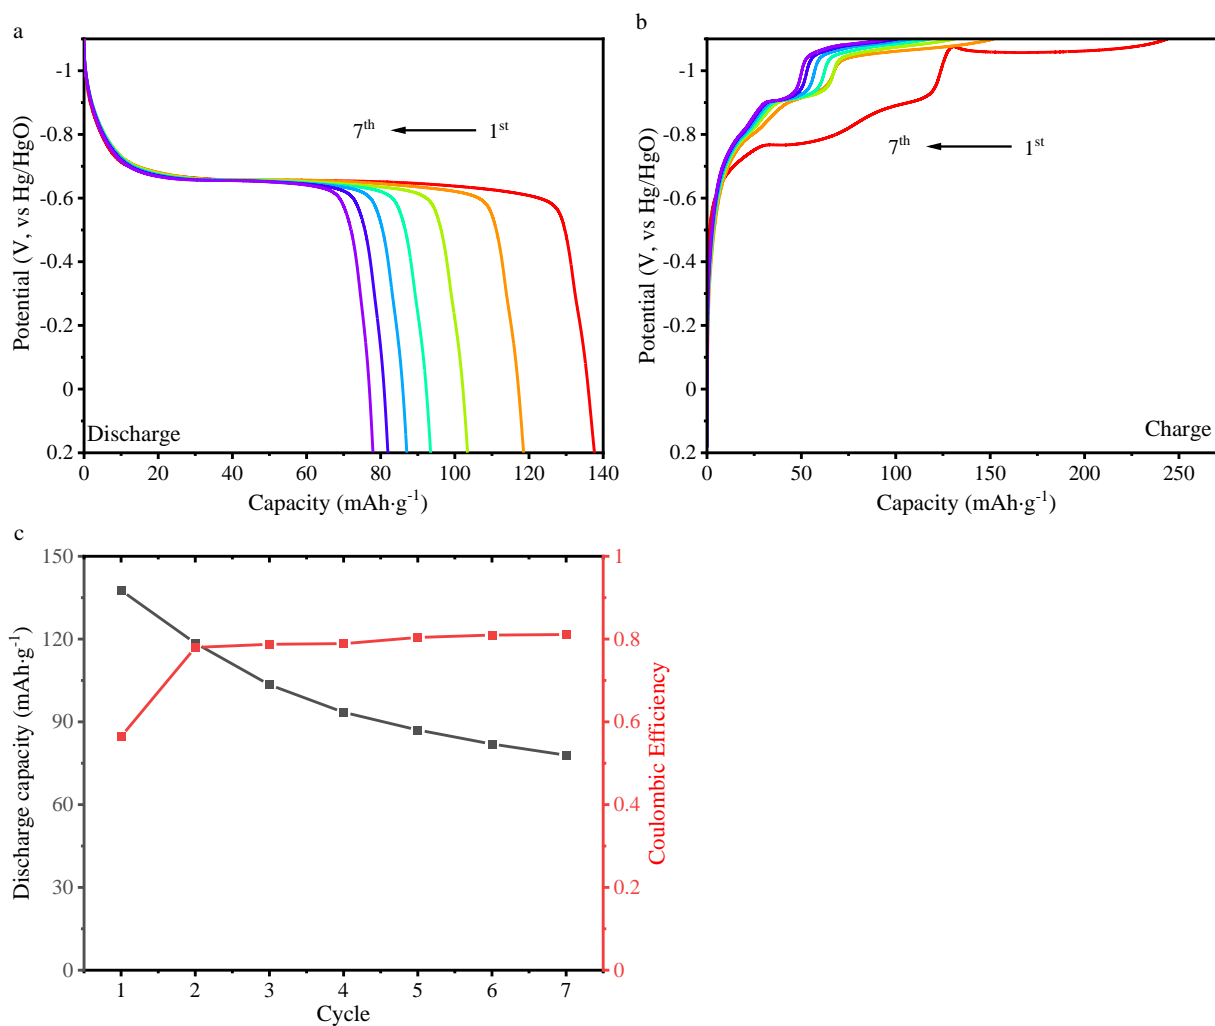 a
-1
-0.8
-0.6
-0.4
-0.2
0
0.2
Potential (V, vs Hg/HgO)
7th 1st
Discharge
0 20 40 60 80 100 120 140
Capacity (mAh·g-1)
b
-1
-0.8
-0.6
-0.4
-0.2
0
0.2
Potential (V, vs Hg/HgO)
7th 1st
Charge
0 50 100 150 200 250
Capacity (mAh·g-1)
c
150
120
90
60
30
0
Discharge capacity (mAh·g-1)
1
0.8
0.6
0.4
0.2
0
Coulombic Efficiency
1 2 3 4 5 6 7
Cycle